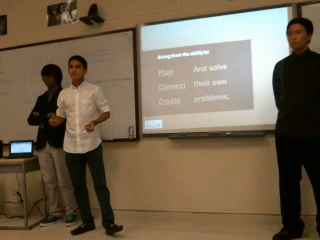 Giving them the ability to:
Plan And solve
Connect their own
Create problems.